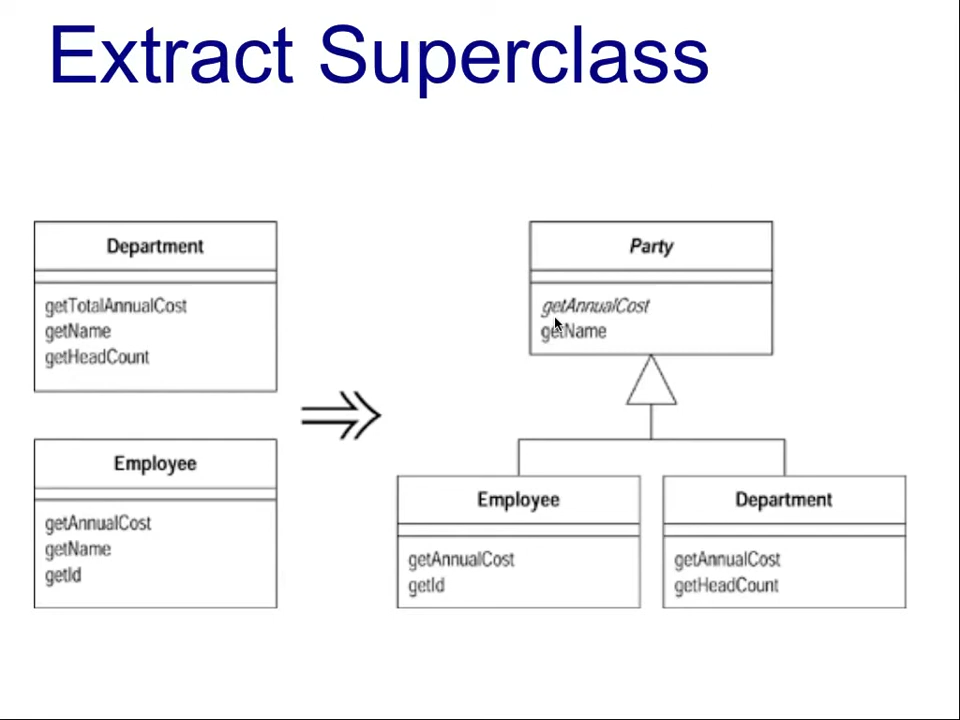 Extract Superclass
Department
getTotalAnnualCost
getName
getHeadCount
Employee
getAnnualCost
getName
getId
Party
getAnnualCost
getName
Employee
getAnnualCost
getId
Department
getAnnualCost
getHeadCount